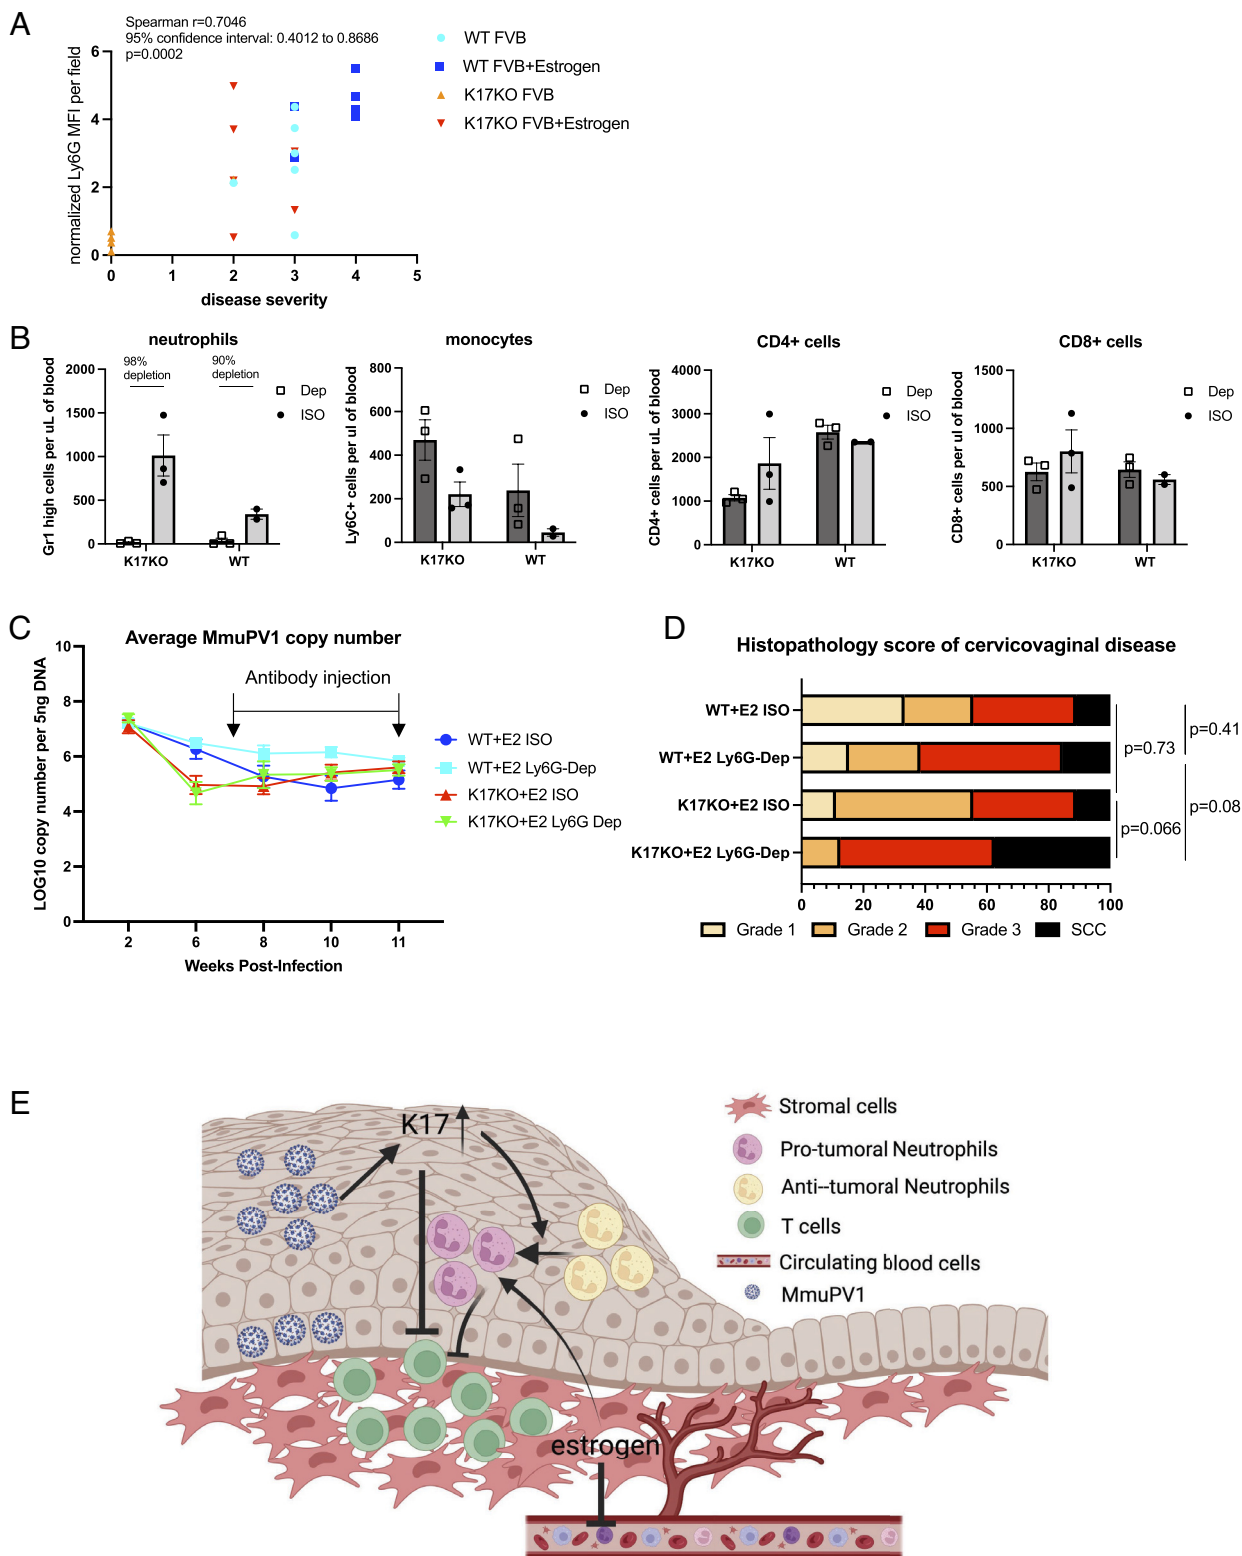 A
Spearman r=0.7046
95% confidence interval: 0.4012 to 0.8686
p=0.0002
normalized Ly6G MFI per field
6
4
2
0
0 1 2 3 4 5
disease severity
WT FVB
WT FVB+Estrogen
K17KO FVB
K17KO FVB+Estrogen
B
neutrophils
98% depletion
90% depletion
Gr1 high cells per uL of blood
2000
1500
1000
500
0
K17KO WT
Dep
ISO
monocytes
Ly6C+ cells per ul of blood
800
600
400
200
0
K17KO WT
Dep
ISO
CD4+ cells
CD4+ cells per uL of blood
4000
3000
2000
1000
0
K17KO WT
Dep
ISO
CD8+ cells
CD8+ cells per ul of blood
1500
1000
500
0
K17KO WT
Dep
ISO
C
Average MmuPV1 copy number
Antibody injection
LOG10 copy number per 5ng DNA
10
8
6
4
2
0
2 6 8 10 11
Weeks Post-Infection
WT+E2 ISO
WT+E2 Ly6G-Dep
K17KO+E2 ISO
K17KO+E2 Ly6G Dep
D
Histopathology score of cervicovaginal disease
WT+E2 ISO
WT+E2 Ly6G-Dep
K17KO+E2 ISO
K17KO+E2 Ly6G-Dep
p=0.73
p=0.41
p=0.066
p=0.08
0 20 40 60 80 100
Grade 1 Grade 2 Grade 3 SCC
E
K17
estrogen
Stromal cells
Pro-tumoral Neutrophils
Anti--tumoral Neutrophils
T cells
Circulating blood cells
MmuPV1